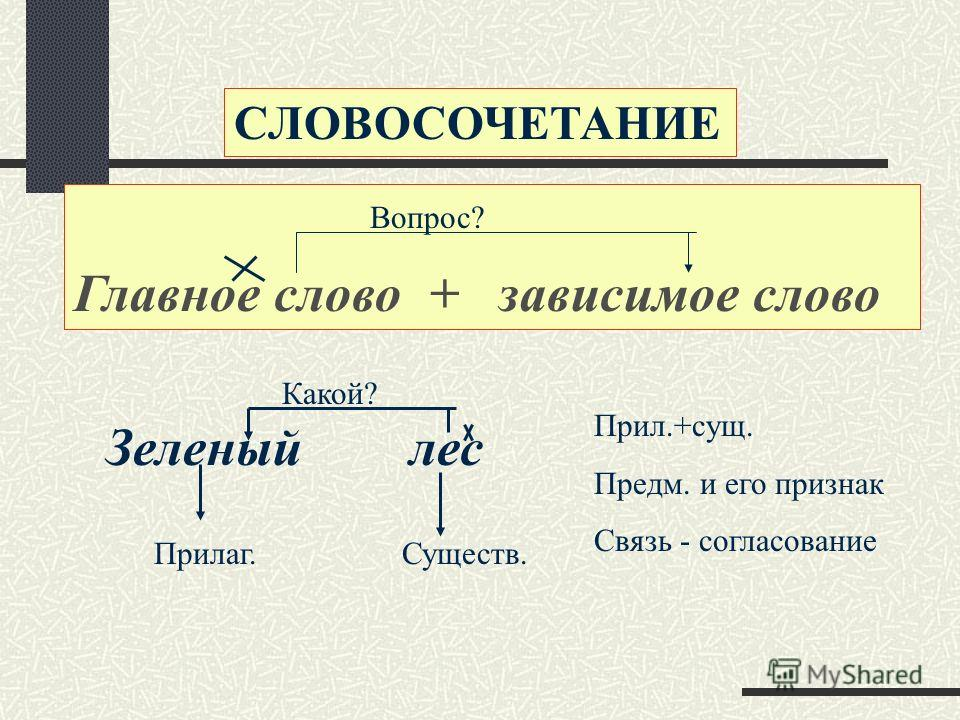 СЛОВОСОЧЕТАНИЕ
Вопрос?
Главное слово + зависимое слово
Какой?
Зеленый лес
Прилаг. Существ.
Прил.+сущ.
Предм. и его признак
Связь - согласование
MyShared